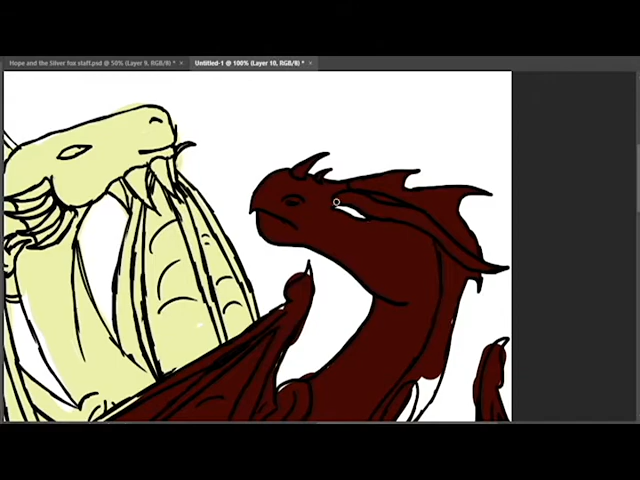 Hope and the Silver fox staff.psd @ 50% (Layer 9, RGB/8) * × Untitled-1 @ 100% (Layer 10, RGB/8) * ×